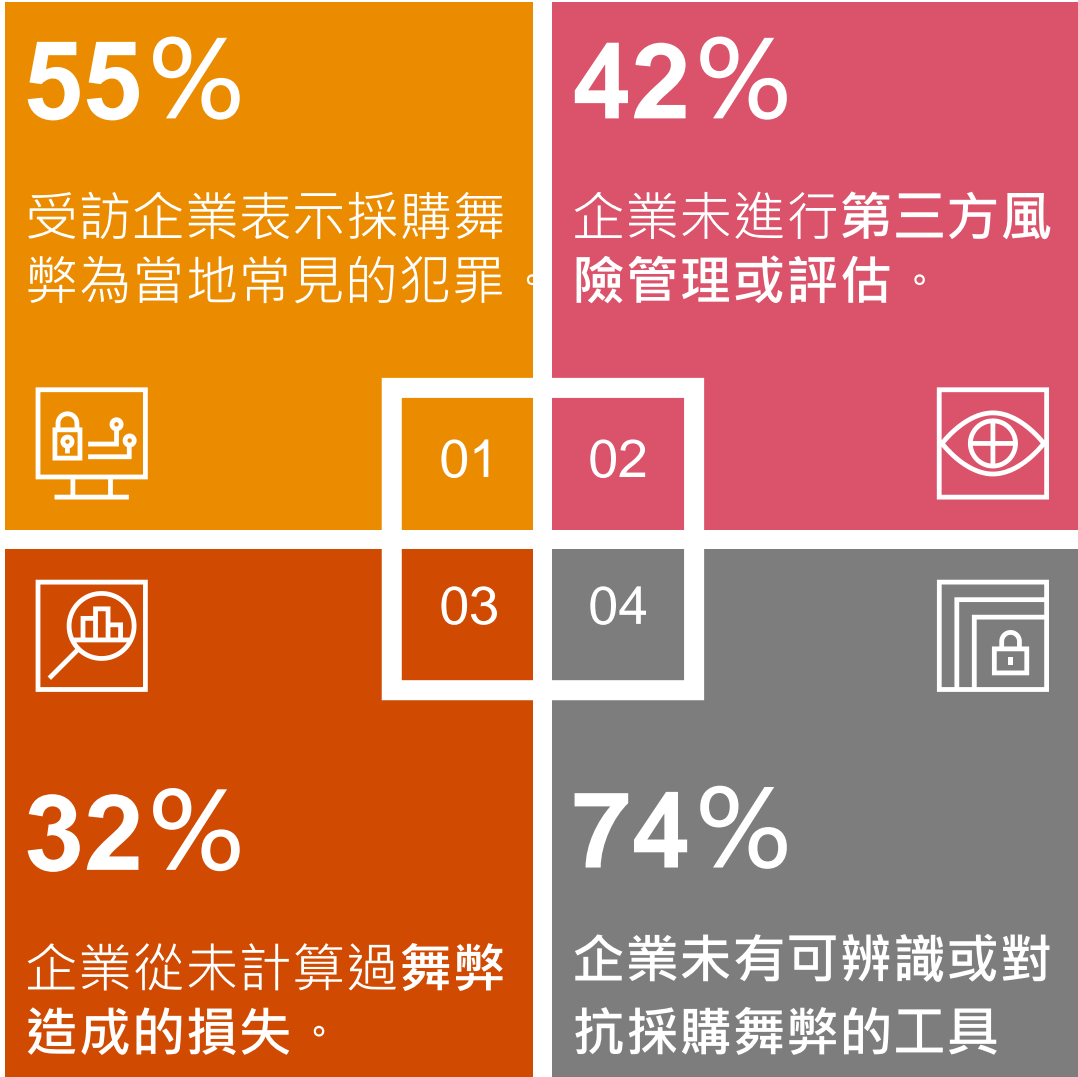 55%
受訪企業表示採購舞
弊為當地常見的犯罪。
01
42%
企業未進行第三方風
險管理或評估。
02
03
32%
企業從未計算過舞弊
造成的損失。
04
74%
企業未有可辨識或對
抗採購舞弊的工具